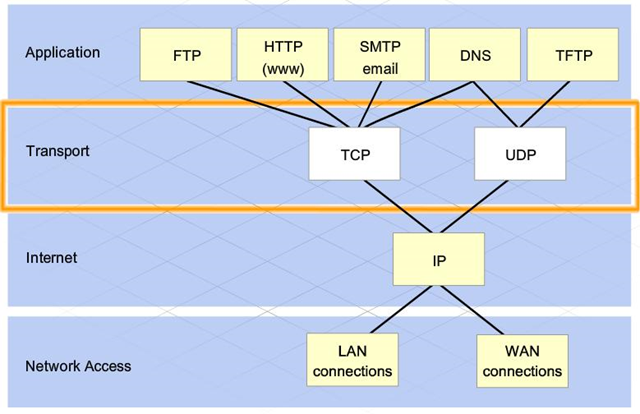 Application
FTP
HTTP
(www)
SMTP
email
DNS
TFTP
Transport
TCP
UDP
Internet
IP
Network Access
LAN
connections
WAN
connections